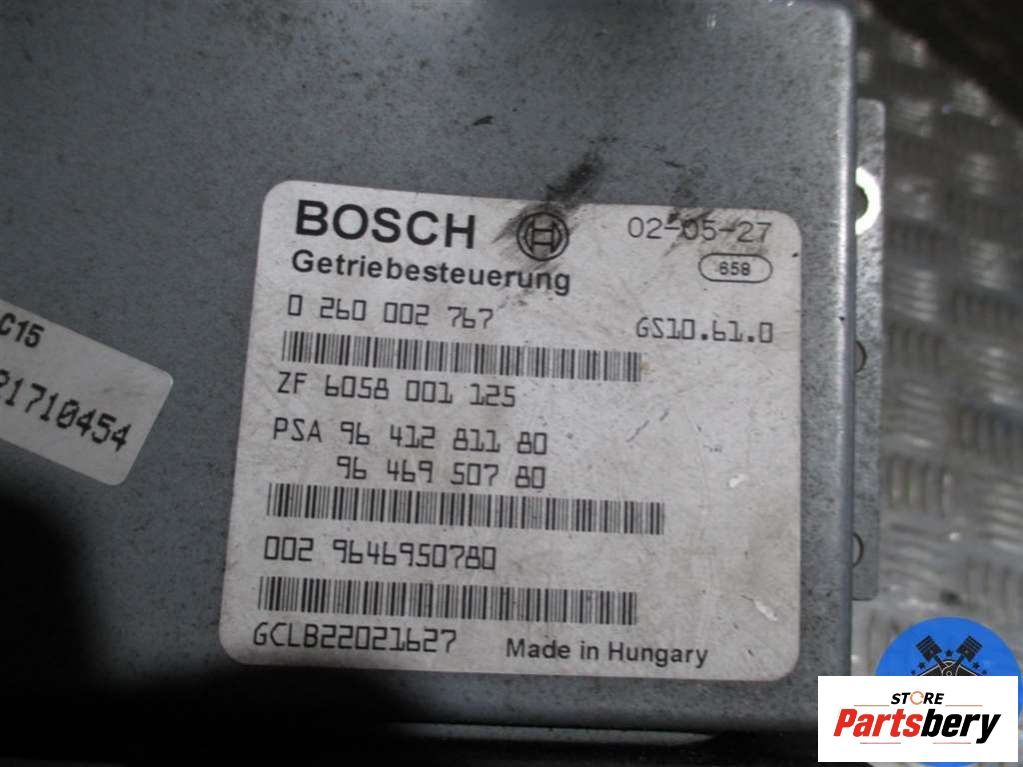 BOSCH 02-05-27
658
Getriebesteuerung
0 260 002 767 GS10.61.0
ZF 6058 001 125
PSA 96 412 811 80
96 469 507 80
002 9646950780
GCLB22021627 Made in Hungary
C15
21710454
STORE
Partsbery